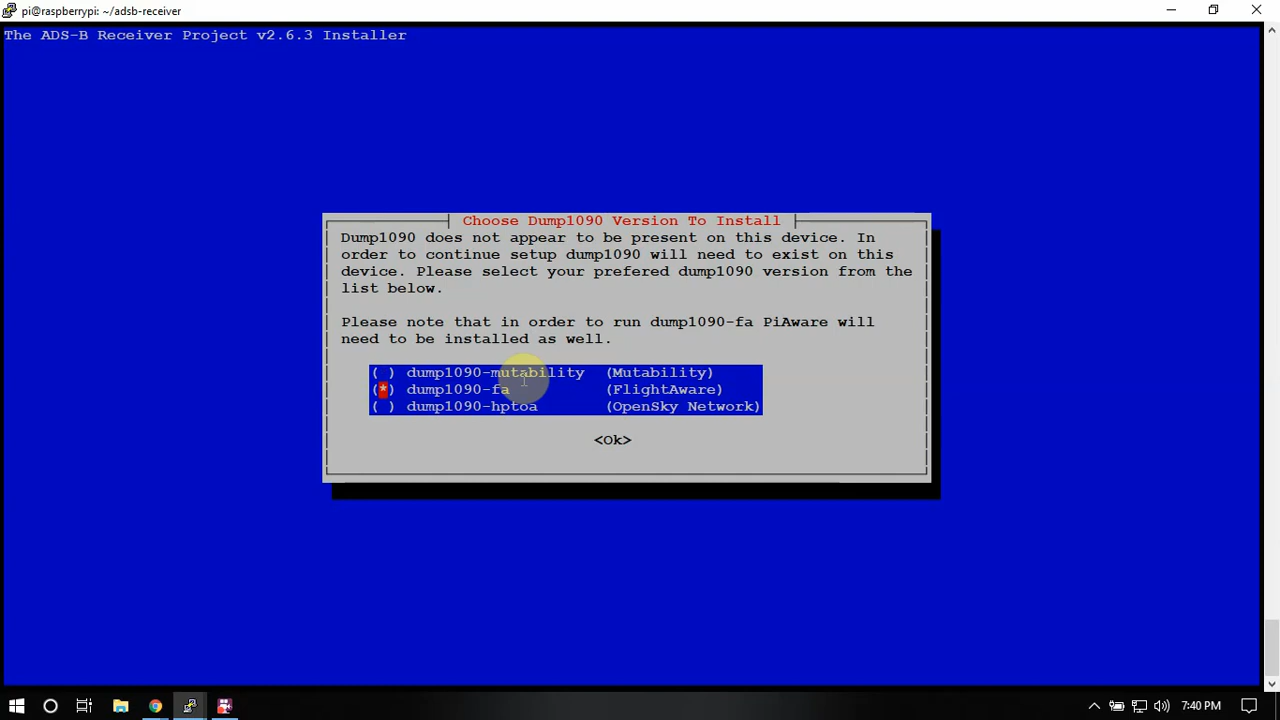 pi@raspberrypi: ~/adsb-receiver
The ADS-B Receiver Project v2.6.3 Installer
Choose Dump1090 Version To Install
Dump1090 does not appear to be present on this device. In
order to continue setup dump1090 will need to exist on this
device. Please select your prefered dump1090 version from the
list below.
Please note that in order to run dump1090-fa PiAware will
need to be installed as well.
( ) dump1090-mutability (Mutability)
(*) dump1090-fa (FlightAware)
( ) dump1090-hptoa (OpenSky Network)
<Ok>
7:40 PM